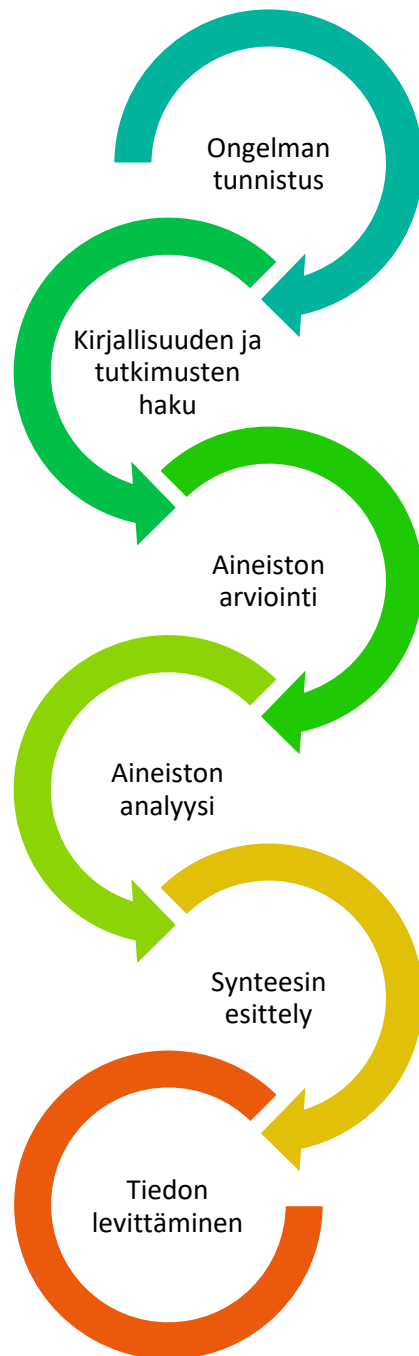 Ongelman
tunnistus
Kirjallisuuden ja
tutkimusten
haku
Aineiston
arviointi
Aineiston
analyysi
Synteesin
esittely
Tiedon
levittäminen